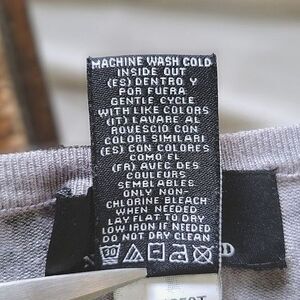 MACHINE WASH COLD
INSIDE OUT
(ES) DENTRO Y
POR FUERA
GENTLE CYCLE
WITH LIKE COLORS
(IT) LAVARE AL
ROVESCIO CON
COLORI SIMILARI
(ES) CON COLORES
COMO EL
(FR) AVEC DES
COULEURS
SEMBLABLES
ONLY NON-
CHLORINE BLEACH
WHEN NEEDED
LAY FLAT TO DRY
LOW IRON IF NEEDED
DO NOT DRY CLEAN
30
D